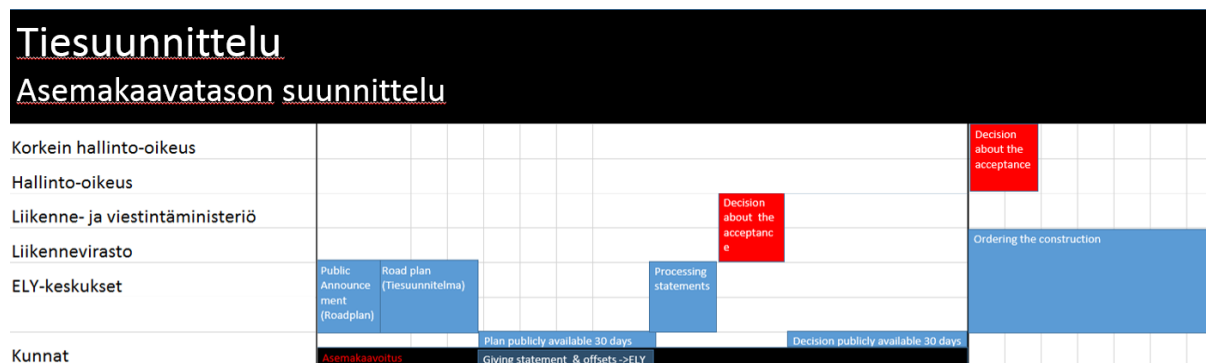 Tiesuunnittelu
Asemakaavatason suunnittelu
Korkein hallinto-oikeus
Hallinto-oikeus
Liikenne- ja viestintäministeriö
Liikennevirasto
ELY-keskukset
Kunnat
Public
Announce
ment
(Roadplan)
Road plan
(Tiesuunnitelma)
Plan publicly available 30 days
Asemakaavoitus
Giving statement & offsets ->ELY
Processing
statements
Decision
about the
acceptanc
e
Decision publicly available 30 days
Decision
about the
acceptance
Ordering the construction